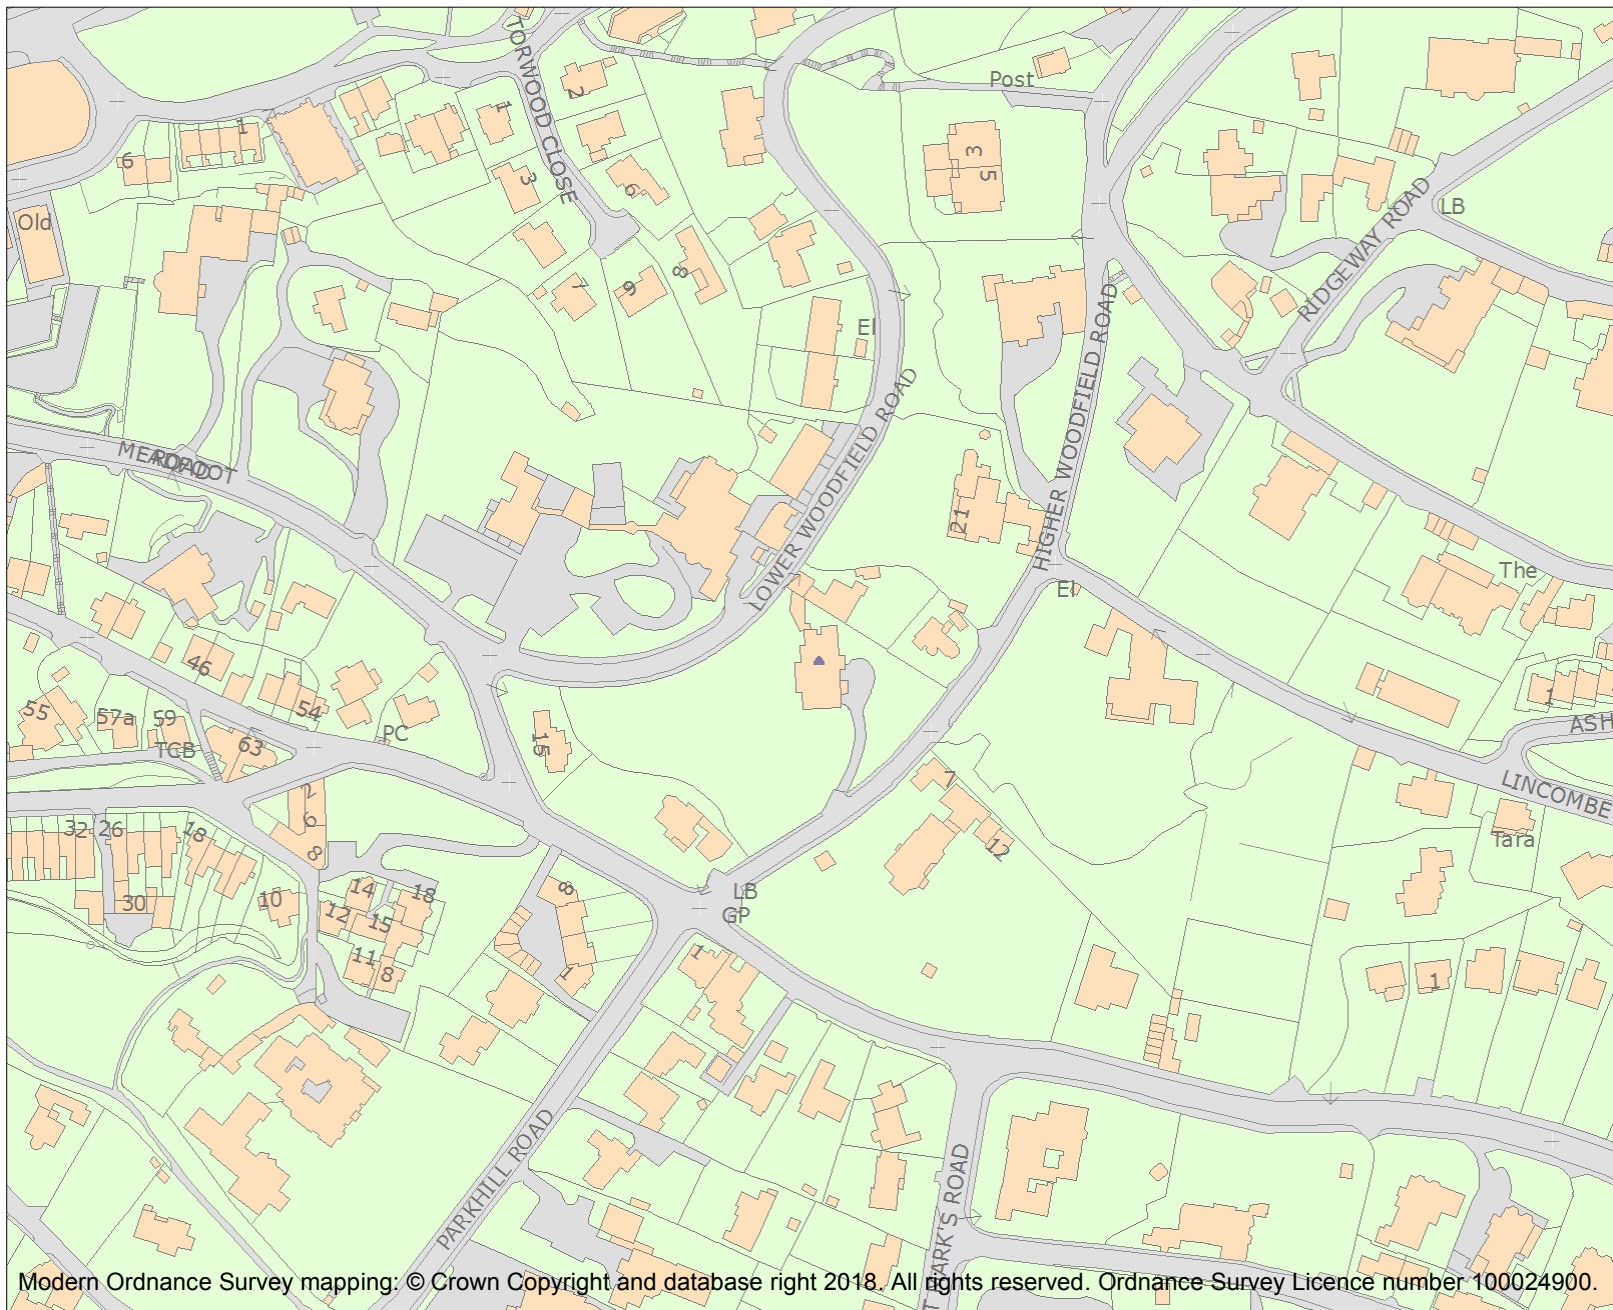 TORWOOD CLOSE
2
1
3
6
8
9
7
1
6
Old
Post
3
5
RIDGEWAY ROAD
LB
El
LOWER WOODFIELD ROAD
HIGHER WOODFIELD ROAD
21
El
The
MEADFOOT
ROAD
46
54
55
57a
59
TCB
63
PC
15
1
ASH
LINCOMBE
Tara
7
12
2
6
8
32
26
18
30
10
14
12
18
15
11
8
8
1
LB
GP
1
1
PARKHILL ROAD
T PARK'S ROAD
Modern Ordnance Survey mapping: © Crown Copyright and database right 2018. All rights reserved. Ordnance Survey Licence number 100024900.